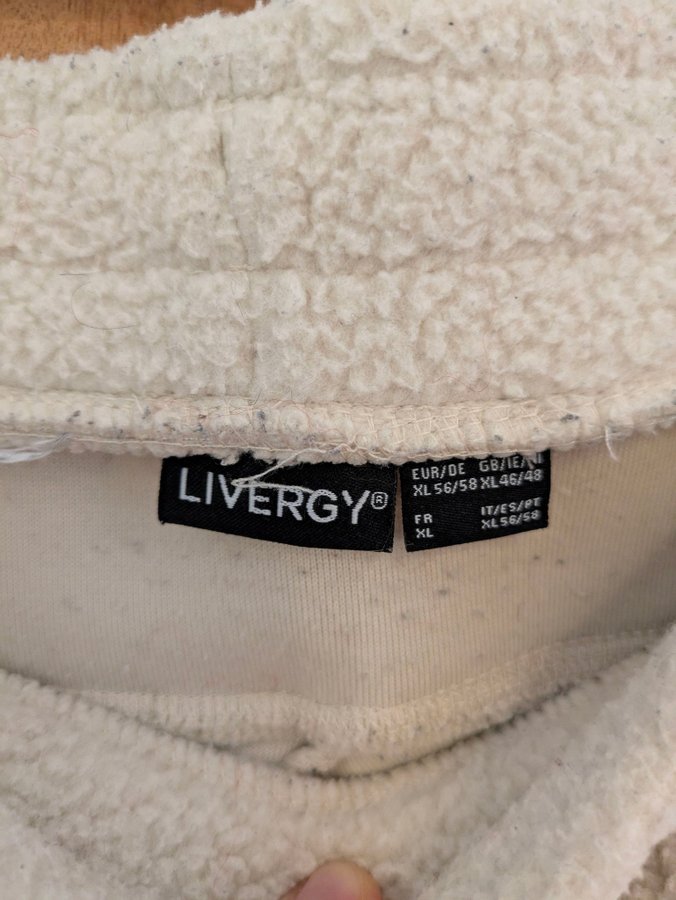 LIVERGY®
EUR/DE GB/IE/NI
XL 56/58 XL 46/48
FR IT/ES/PT
XL XL 56/58